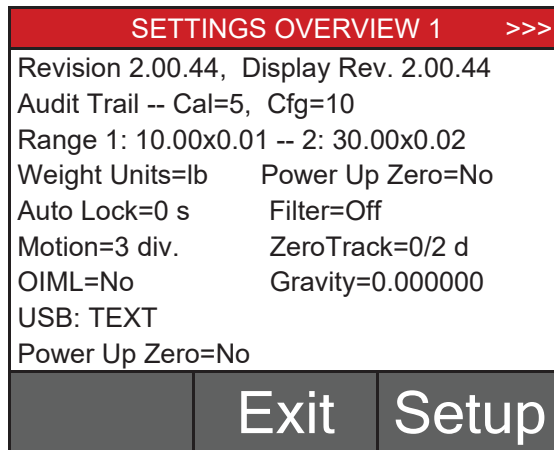 SETTINGS OVERVIEW 1 >>>
Revision 2.00.44, Display Rev. 2.00.44
Audit Trail -- Cal=5, Cfg=10
Range 1: 10.00x0.01 -- 2: 30.00x0.02
Weight Units=lb Power Up Zero=No
Auto Lock=0 s Filter=Off
Motion=3 div. ZeroTrack=0/2 d
OIML=No Gravity=0.000000
USB: TEXT
Power Up Zero=No
Exit Setup